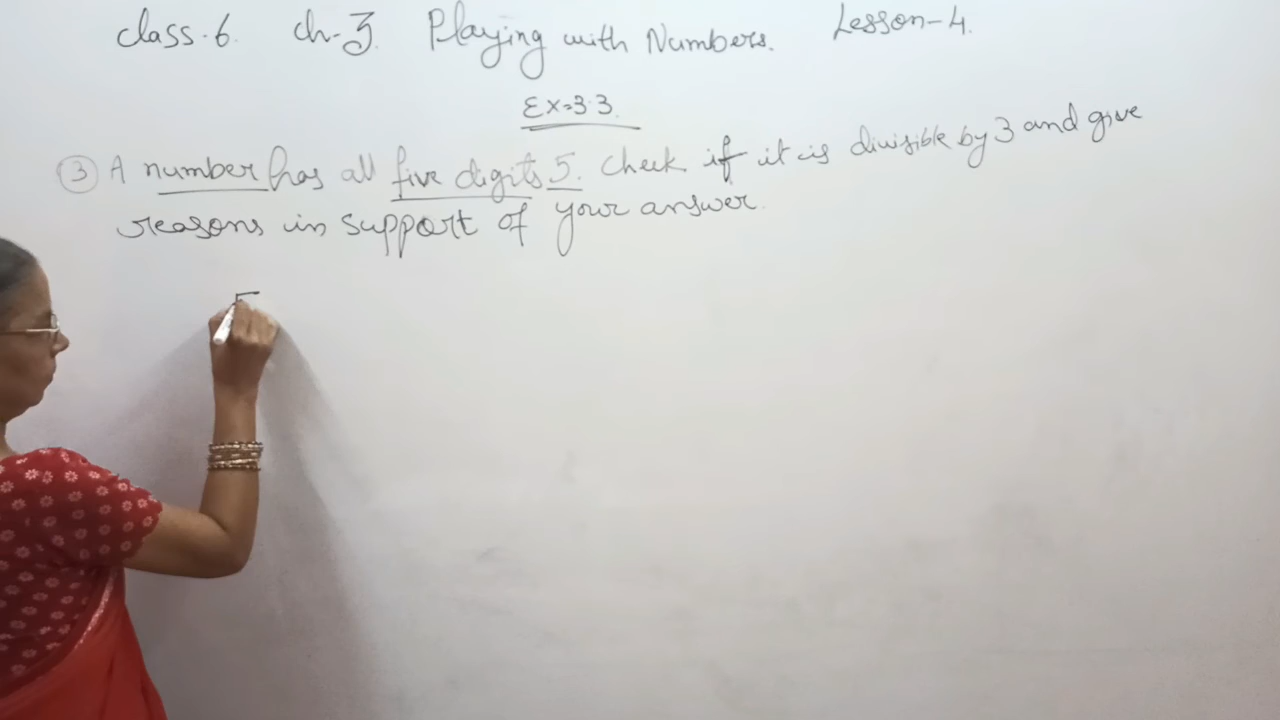 class-6. ch-3. Playing with Numbers. Lesson-4.
Ex-3.3.
③ A number has all five digits 5. Check if it is divisible by 3 and give
reasons in support of your answer.